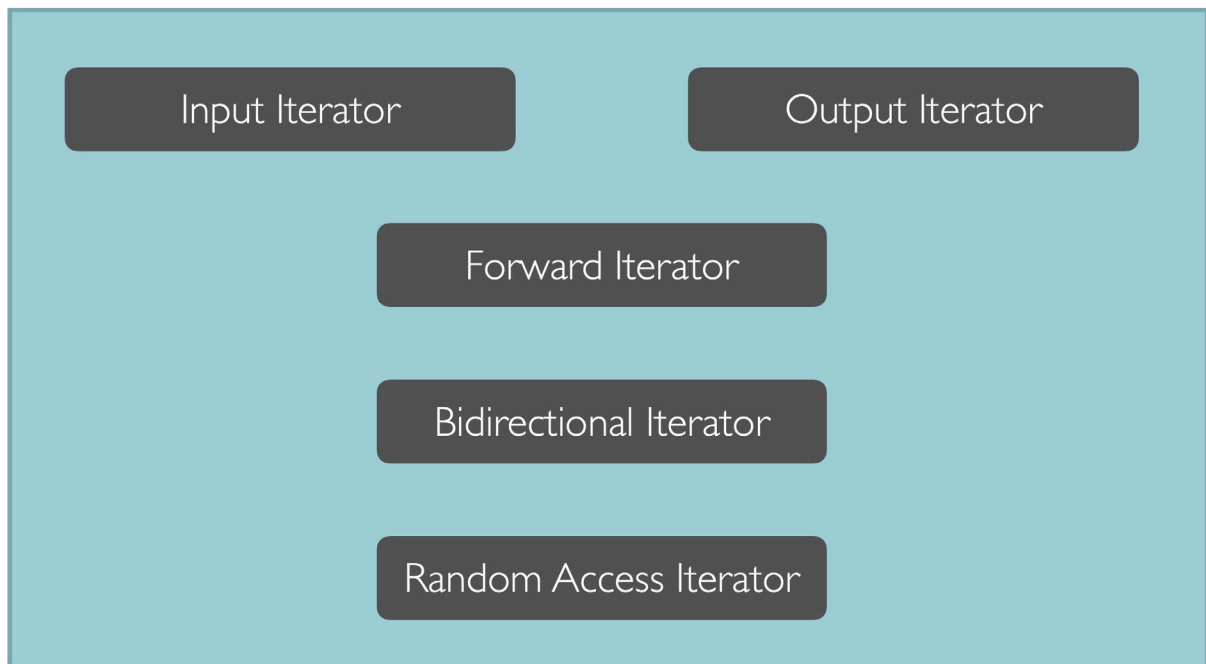 Input Iterator
Output Iterator
Forward Iterator
Bidirectional Iterator
Random Access Iterator